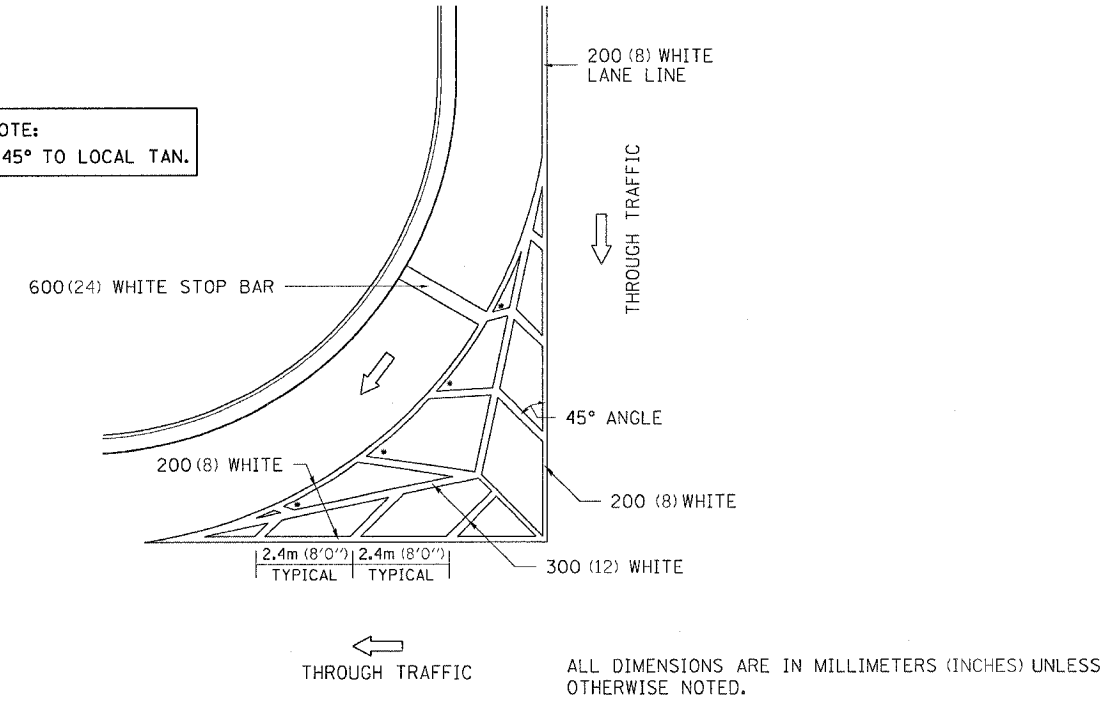 200 (8) WHITE
LANE LINE
OTE:
45° TO LOCAL TAN.
THROUGH TRAFFIC
600 (24) WHITE STOP BAR
45° ANGLE
200 (8) WHITE
200 (8) WHITE
2.4m (8'0'') 2.4m (8'0'')
TYPICAL TYPICAL
300 (12) WHITE
THROUGH TRAFFIC
ALL DIMENSIONS ARE IN MILLIMETERS (INCHES) UNLESS
OTHERWISE NOTED.